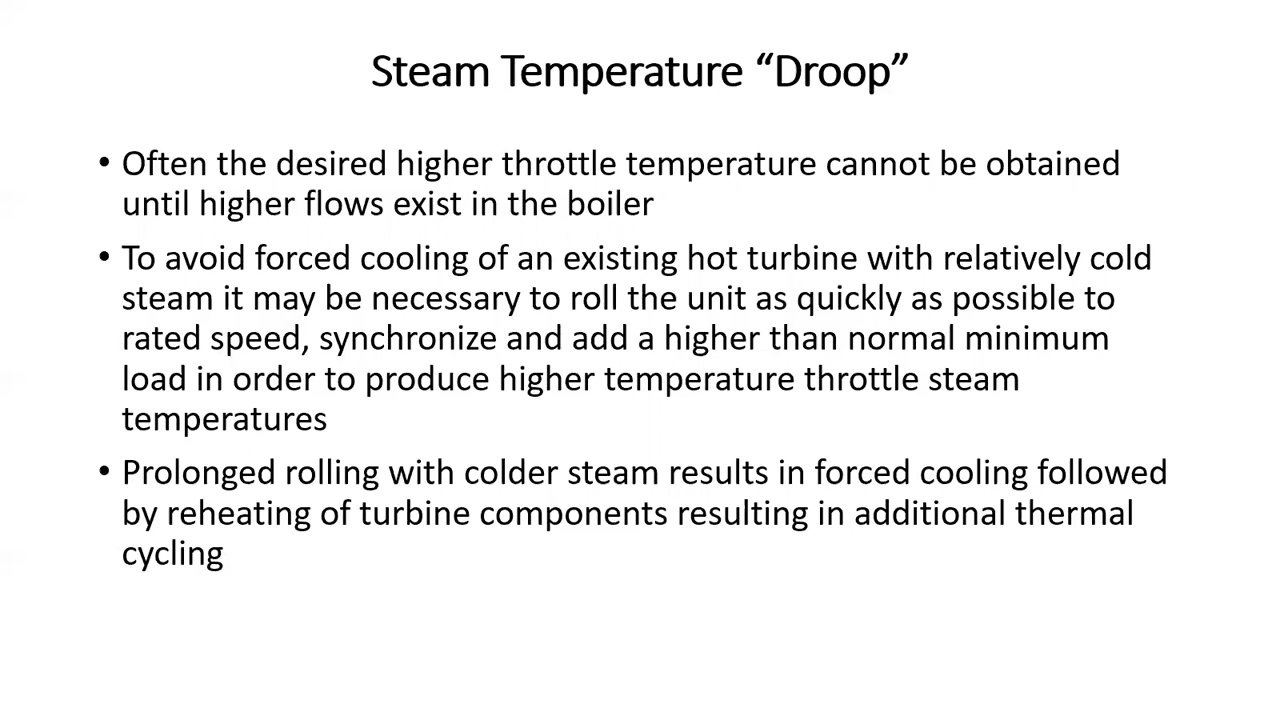 Steam Temperature “Droop”
• Often the desired higher throttle temperature cannot be obtained
until higher flows exist in the boiler
• To avoid forced cooling of an existing hot turbine with relatively cold
steam it may be necessary to roll the unit as quickly as possible to
rated speed, synchronize and add a higher than normal minimum
load in order to produce higher temperature throttle steam
temperatures
• Prolonged rolling with colder steam results in forced cooling followed
by reheating of turbine components resulting in additional thermal
cycling